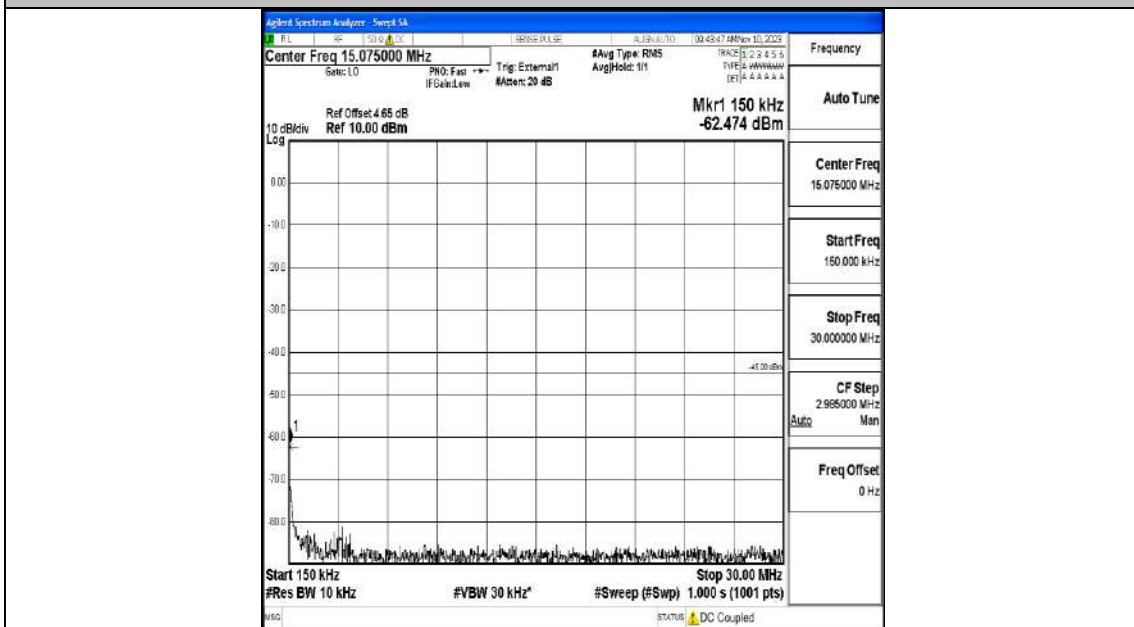 Agilent Spectrum Analyzer - Swept SA
RL RF 50 Ω DC SENSE:PULSE ALIGN AUTO 09:43:47 AM Nov 10, 2023
Center Freq 15.075000 MHz
Gate: LO
PNO: Fast
IFGain:Low
Trig: External1
#Atten: 20 dB
#Avg Type: RMS
Avg|Hold: 1/1
TRACE 1 2 3 4 5 6
TYPE A WWWWW
DET A A A A A A
Frequency
Auto Tune
Ref Offset 4.65 dB
10 dB/div Ref 10.00 dBm
Log
Mkr1 150 kHz
-62.474 dBm
0.00
-10.0
-20.0
-30.0
-40.0
-45.00 dBm
-50.0
-60.0
1
-70.0
-80.0
Center Freq
15.075000 MHz
Start Freq
150.000 kHz
Stop Freq
30.000000 MHz
CF Step
2.985000 MHz
Auto Man
Freq Offset
0 Hz
Start 150 kHz Stop 30.00 MHz
#Res BW 10 kHz #VBW 30 kHz* #Sweep (#Swp) 1.000 s (1001 pts)
MSG STATUS DC Coupled